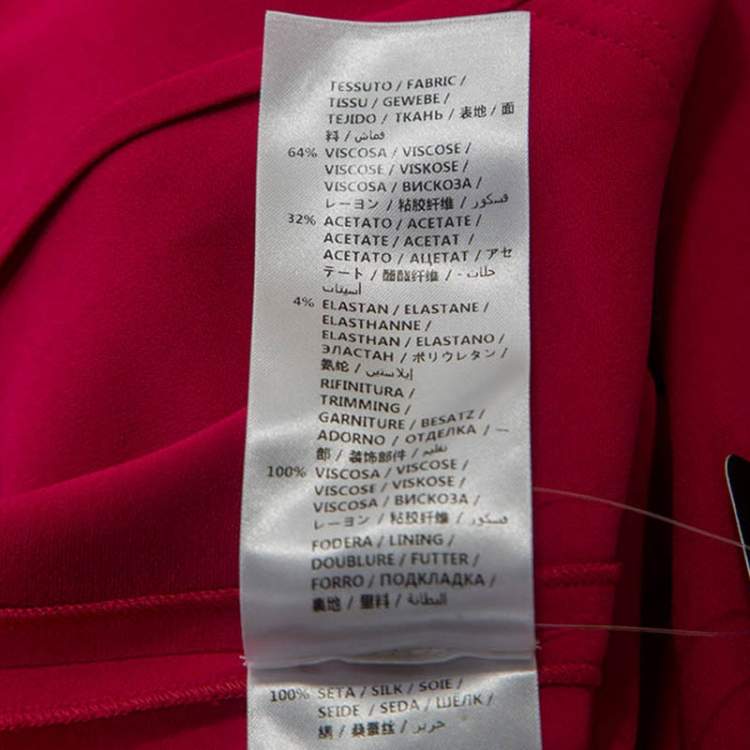 TESSUTO / FABRIC /
TISSU / GEWEBE /
TEJIDO / ТКАНЬ / 表地 / 面
料 / قماش
64% VISCOSA / VISCOSE /
VISCOSE / VISKOSE /
VISCOSA / ВИСКОЗА /
レーヨン / 粘胶纤维 / فسكوز
32% ACETATO / ACETATE /
ACETATE / ACETAT /
ACETATO / АЦЕТАТ / アセ
テート / 醋酯纤维 / خلات -
أسيتات
4% ELASTAN / ELASTANE /
ELASTHANNE /
ELASTHAN / ELASTANO /
ЭЛАСТАН / ポリウレタン /
氨纶 / إيلاستين
RIFINITURA /
TRIMMING /
GARNITURE / BESATZ /
ADORNO / ОТДЕЛКА / 一
部 / 装饰部件 /
100% VISCOSA / VISCOSE /
VISCOSE / VISKOSE /
VISCOSA / ВИСКОЗА /
レーヨン / 粘胶纤维 / فسكوز
FODERA / LINING /
DOUBLURE / FUTTER /
FORRO / ПОДКЛАДКА /
裏地 / 里料 / البطانة
100% SETA / SILK / SOIE /
SEIDE / SEDA / ШЁЛК /
絹 / 桑蚕丝 / حرير